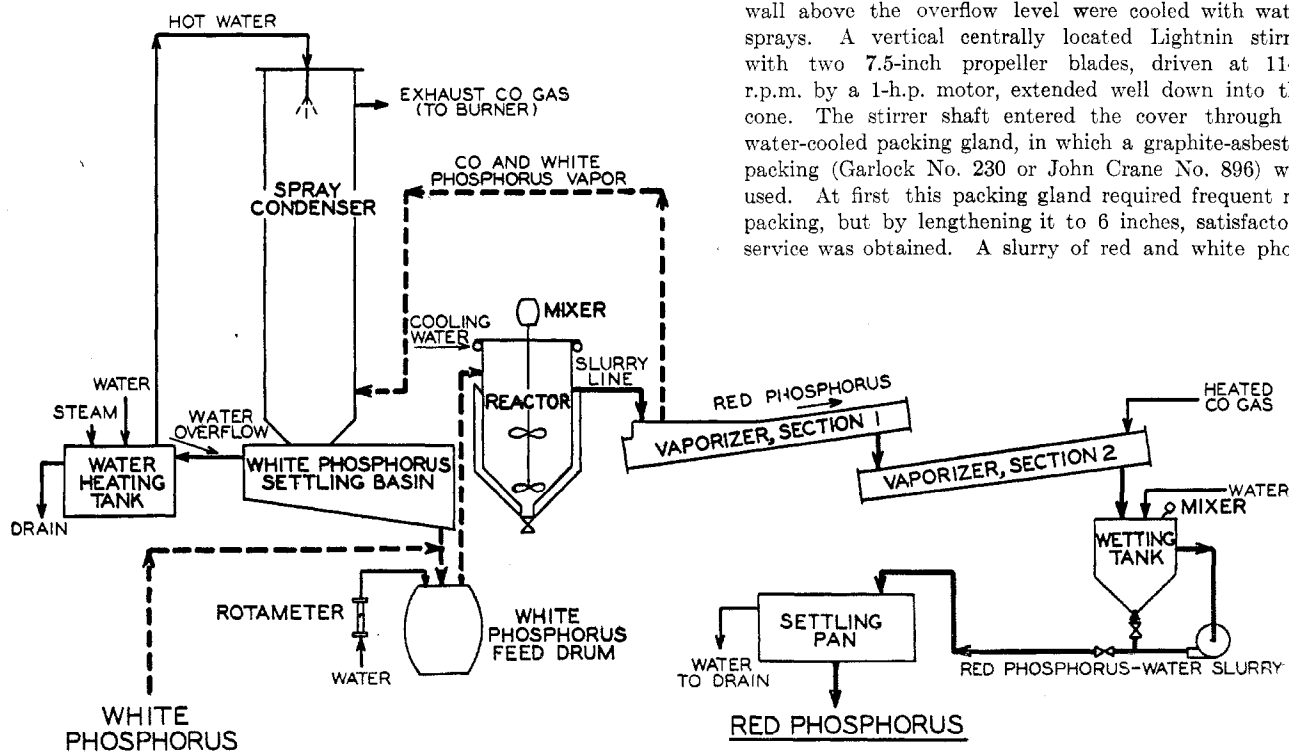 wall above the overflow level were cooled with wat
sprays. A vertical centrally located Lightnin stirr
with two 7.5-inch propeller blades, driven at 11
r.p.m. by a 1-h.p. motor, extended well down into t
cone. The stirrer shaft entered the cover through
water-cooled packing gland, in which a graphite-asbest
packing (Garlock No. 230 or John Crane No. 896) w
used. At first this packing gland required frequent r
packing, but by lengthening it to 6 inches, satisfacto
service was obtained. A slurry of red and white pho
HOT WATER
EXHAUST CO GAS
(TO BURNER)
CO AND WHITE
PHOSPHORUS VAPOR
SPRAY
CONDENSER
COOLING
WATER
MIXER
SLURRY
LINE
REACTOR
RED PHOSPHORUS
VAPORIZER, SECTION 1
HEATED
CO GAS
VAPORIZER, SECTION 2
WATER
STEAM
WATER
OVERFLOW
WATER
HEATING
TANK
WHITE PHOSPHORUS
SETTLING BASIN
DRAIN
WATER
MIXER
WETTING
TANK
ROTAMETER
WATER
WHITE
PHOSPHORUS
FEED DRUM
SETTLING
PAN
WATER
TO DRAIN
RED PHOSPHORUS-WATER SLURRY
WHITE
PHOSPHORUS
RED PHOSPHORUS